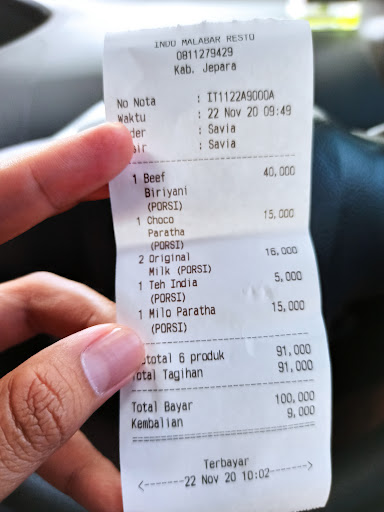 INDO MALABAR RESTO
0811279429
Kab. Jepara
No Nota : IT1122A9000A
Waktu : 22 Nov 20 09:49
der : Savia
ir : Savia
1 Beef 40,000
Biriyani
(PORSI)
1 Choco 15,000
Paratha
(PORSI)
2 Original 16,000
Milk (PORSI)
1 Teh India 5,000
(PORSI)
1 Milo Paratha 15,000
(PORSI)
ototal 6 produk 91,000
otal Tagihan 91,000
Total Bayar 100,000
Kembalian 9,000
Terbayar
<------22 Nov 20 10:02------>